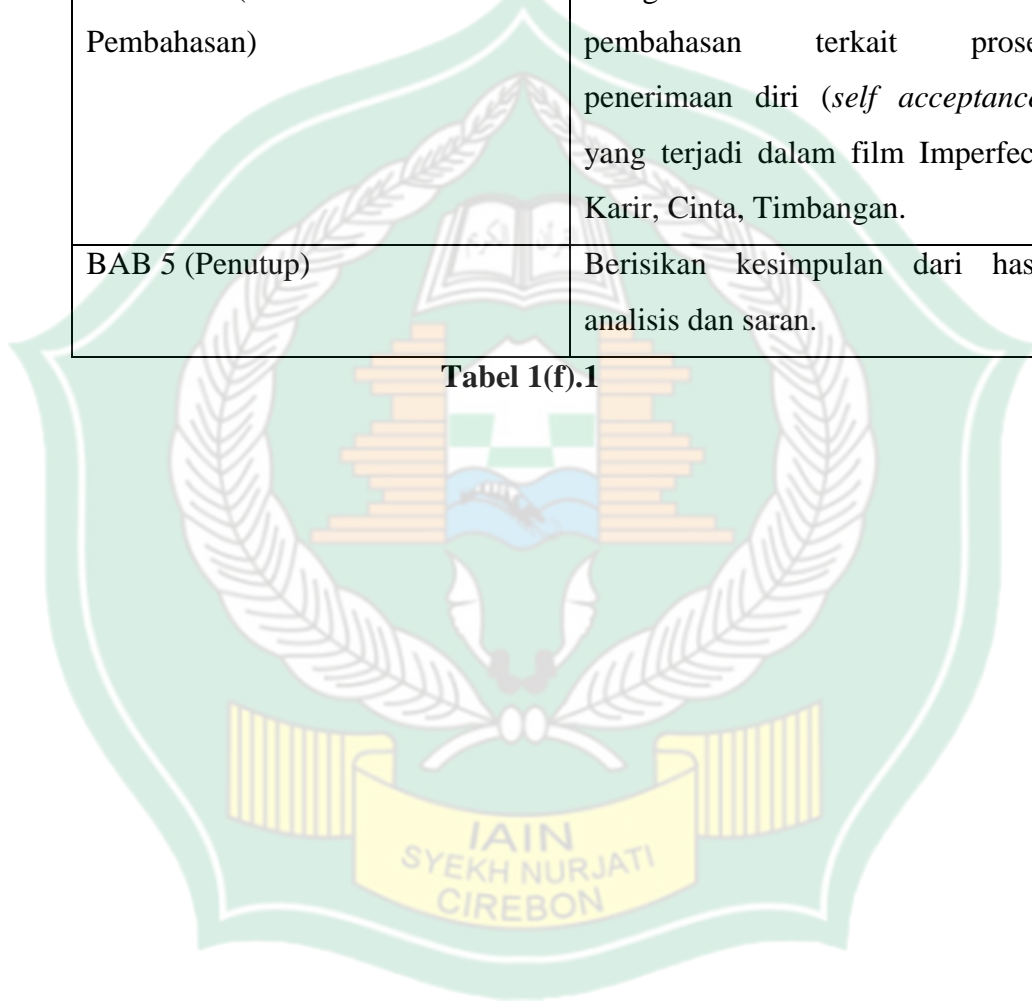 Pembahasan)
pembahasan terkait prose
penerimaan diri (self acceptance
yang terjadi dalam film Imperfec
Karir, Cinta, Timbangan.
BAB 5 (Penutup)
Berisikan kesimpulan dari has
analisis dan saran.
Tabel 1(f).1
IAIN
SYEKH NURJATI
CIREBON